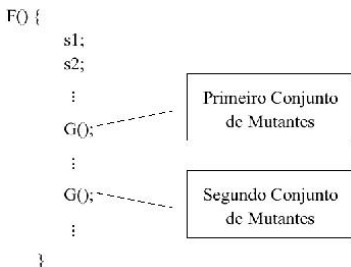 F() {
s1;
s2;
⋮
G();
⋮
G();
⋮
}
Primeiro Conjunto
de Mutantes
Segundo Conjunto
de Mutantes